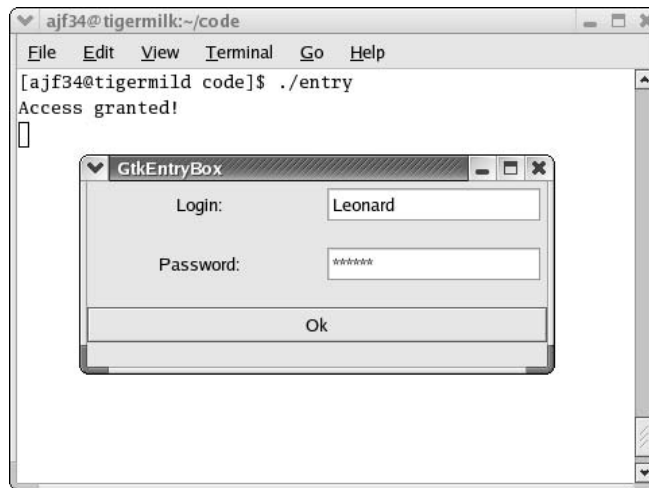 ajf34@tigermilk:~/code
File Edit View Terminal Go Help
[ajf34@tigermild code]$ ./entry
Access granted!
GtkEntryBox
Login: Leonard
Password: ******
Ok